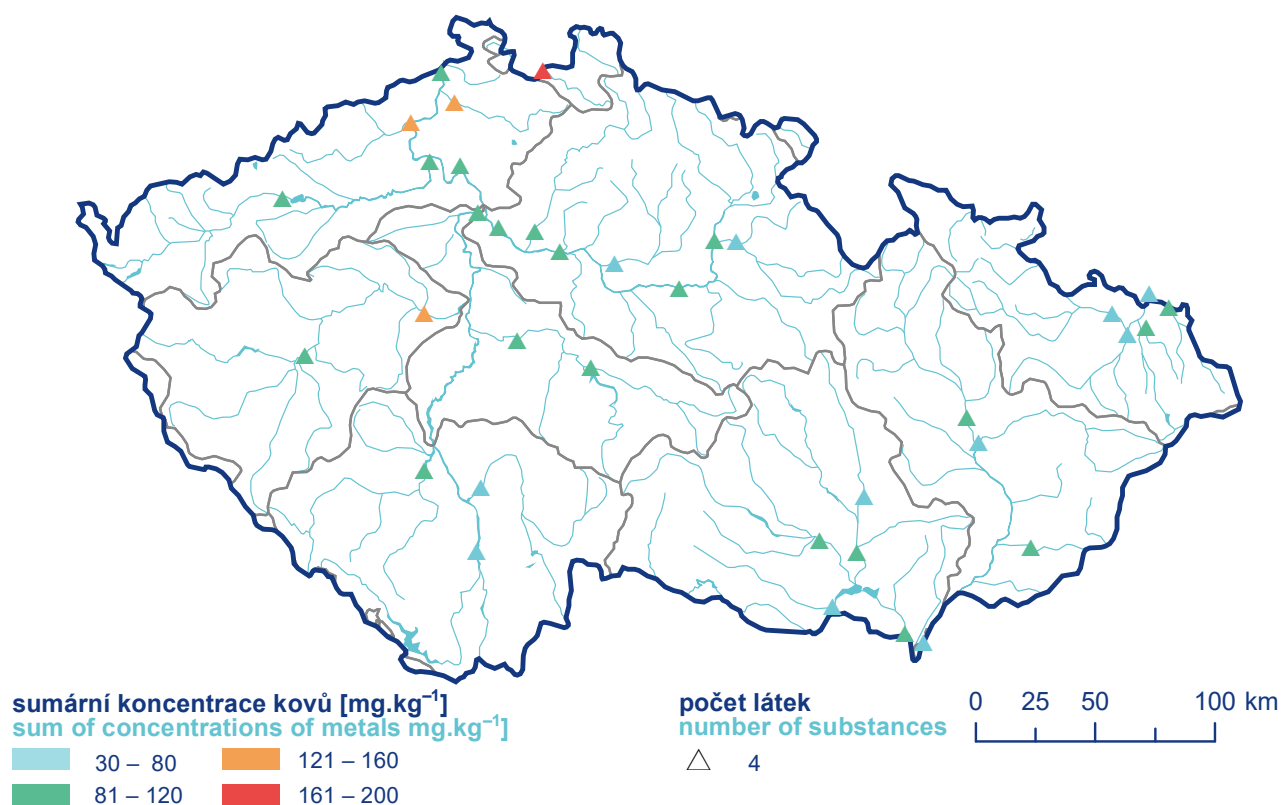 sumární koncentrace kovů [mg.kg⁻¹]
sum of concentrations of metals mg.kg⁻¹]
30 – 80
121 – 160
81 – 120
161 – 200
počet látek
number of substances
4
0 25 50 100 km